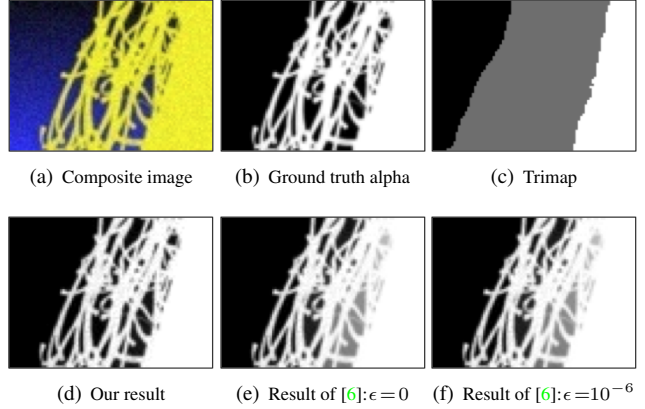 (a) Composite image
(b) Ground truth alpha
(c) Trimap
(d) Our result
(e) Result of [6]:ϵ=0
(f) Result of [6]:ϵ=10⁻⁶